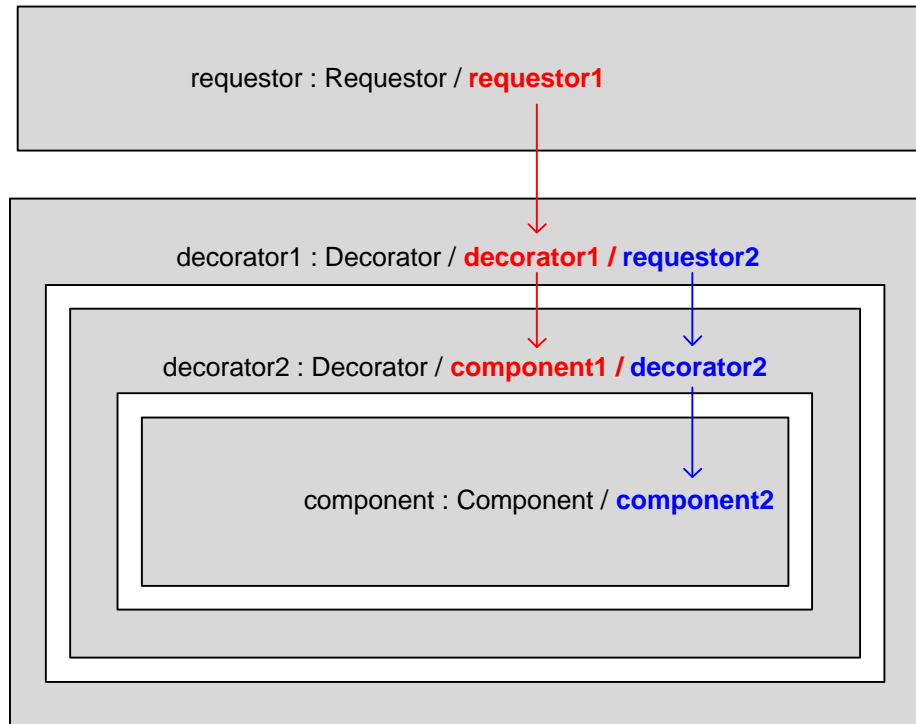 requestor : Requestor / requestor1
decorator1 : Decorator / decorator1 / requestor2
decorator2 : Decorator / component1 / decorator2
component : Component / component2